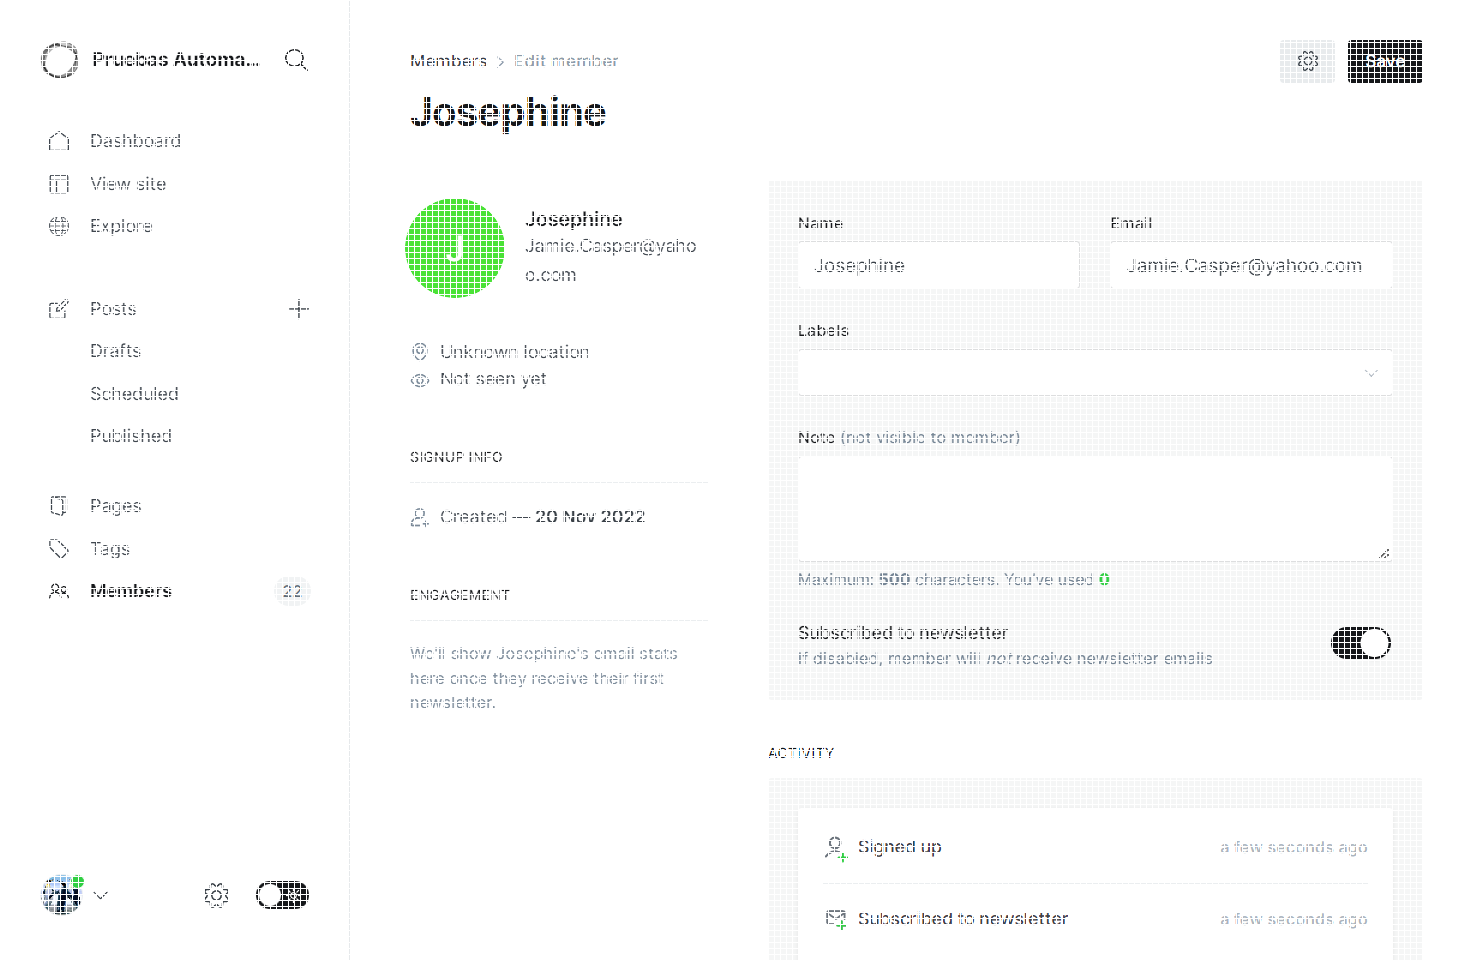 Pruebas Automa...
Dashboard
View site
Explore
Posts
Drafts
Scheduled
Published
Pages
Tags
Members
22
Members > Edit member
Save
Josephine
J
Josephine
Jamie.Casper@yaho
o.com
Unknown location
Not seen yet
SIGNUP INFO
Created — 20 Nov 2022
ENGAGEMENT
We'll show Josephine's email stats
here once they receive their first
newsletter.
Name
Josephine
Email
Jamie.Casper@yahoo.com
Labels
Note (not visible to member)
Maximum: 500 characters. You've used 0
Subscribed to newsletter
If disabled, member will not receive newsletter emails
ACTIVITY
Signed up
a few seconds ago
Subscribed to newsletter
a few seconds ago